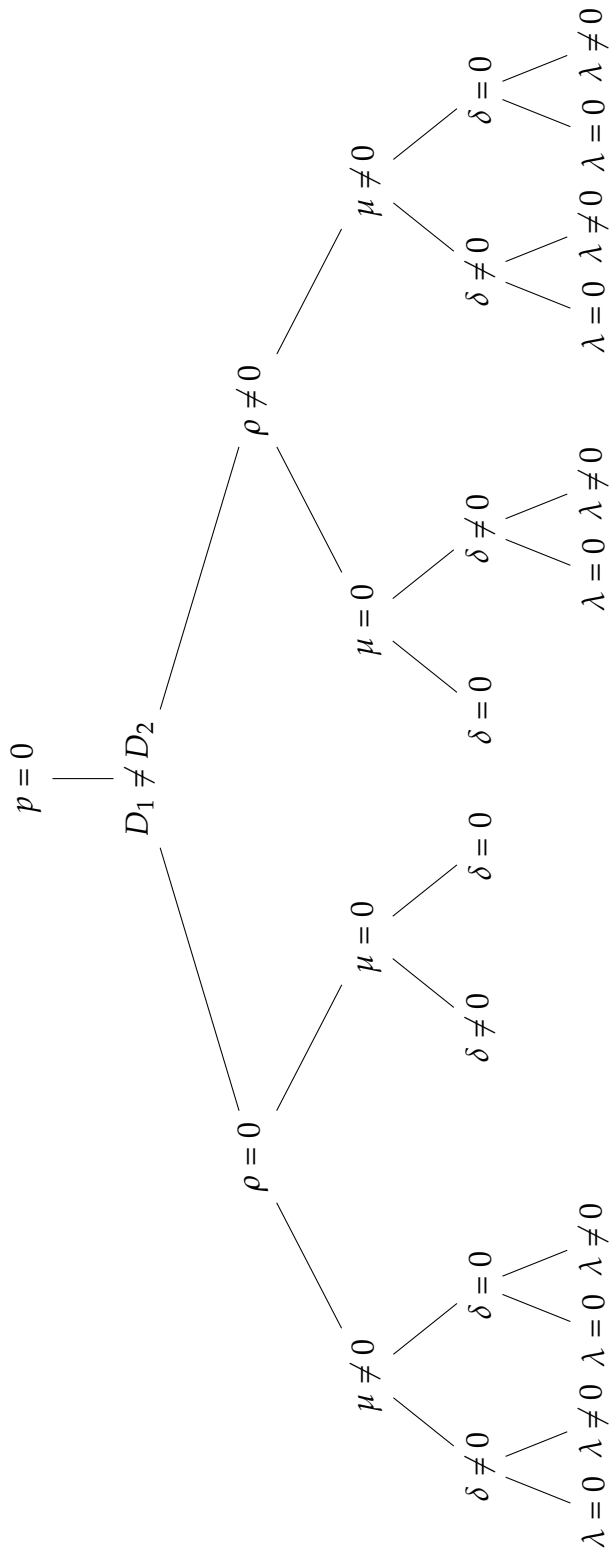 p = 0
D₁ ≠ D₂
ρ = 0 ρ ≠ 0
μ ≠ 0 μ = 0 μ = 0 μ ≠ 0
δ ≠ 0 δ = 0 δ ≠ 0 δ = 0 δ = 0 δ ≠ 0 δ ≠ 0 δ = 0
λ = 0 λ ≠ 0 λ = 0 λ ≠ 0 λ = 0 λ ≠ 0 λ = 0 λ ≠ 0 λ = 0 λ ≠ 0